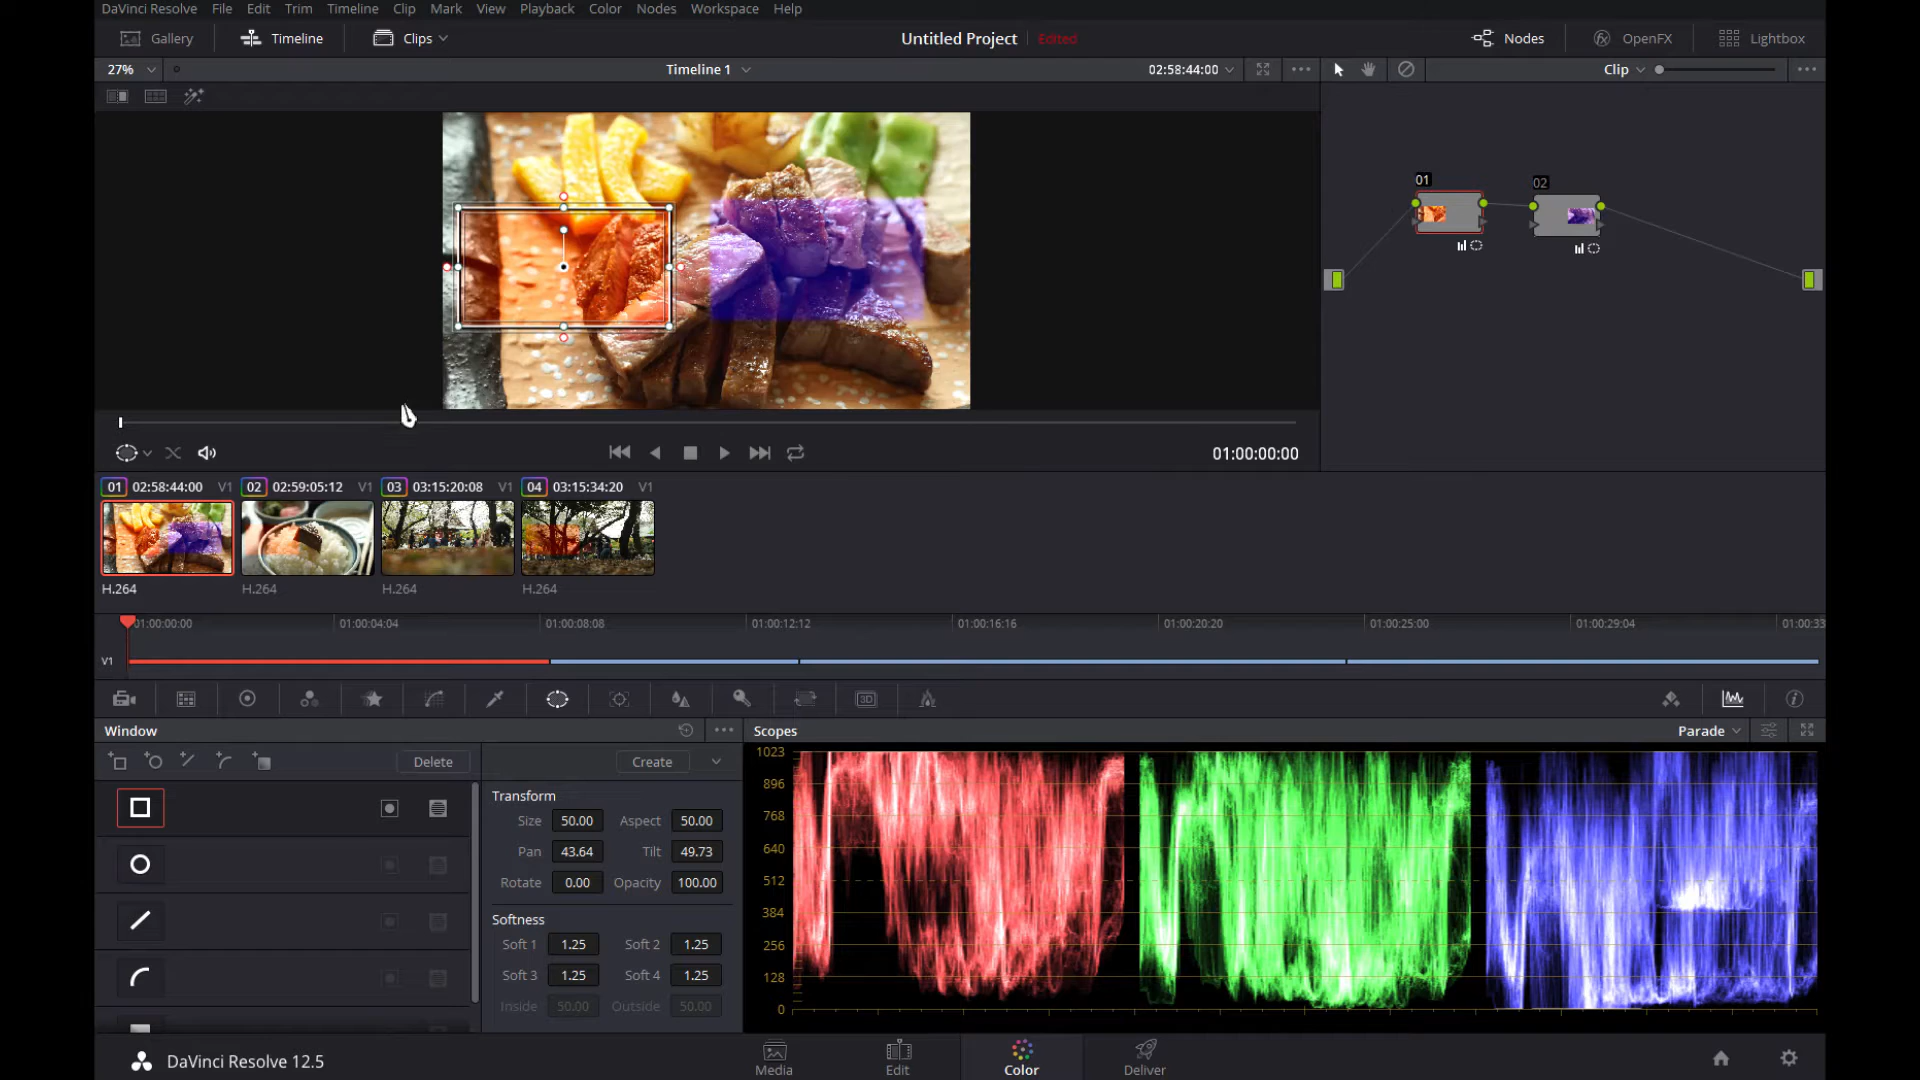 DaVinci Resolve File Edit Trim Timeline Clip Mark View Playback Color Nodes Workspace Help
Gallery Timeline Clips Untitled Project Edited Nodes OpenFX Lightbox
27% Timeline 1 02:58:44:00 Clip
01 02
01:00:00:00
01 02:58:44:00 V1 02 02:59:05:12 V1 03 03:15:20:08 V1 04 03:15:34:20 V1
H.264 H.264 H.264 H.264
01:00:00:00 01:00:04:04 01:00:08:08 01:00:12:12 01:00:16:16 01:00:20:20 01:00:25:00 01:00:29:04 01:00:33
V1
3D
Window Scopes Parade
Delete Create
Transform
Size 50.00 Aspect 50.00
Pan 43.64 Tilt 49.73
Rotate 0.00 Opacity 100.00
Softness
Soft 1 1.25 Soft 2 1.25
Soft 3 1.25 Soft 4 1.25
Inside 50.00 Outside 50.00
1023
896
768
640
512
384
256
128
0
DaVinci Resolve 12.5 Media Edit Color Deliver